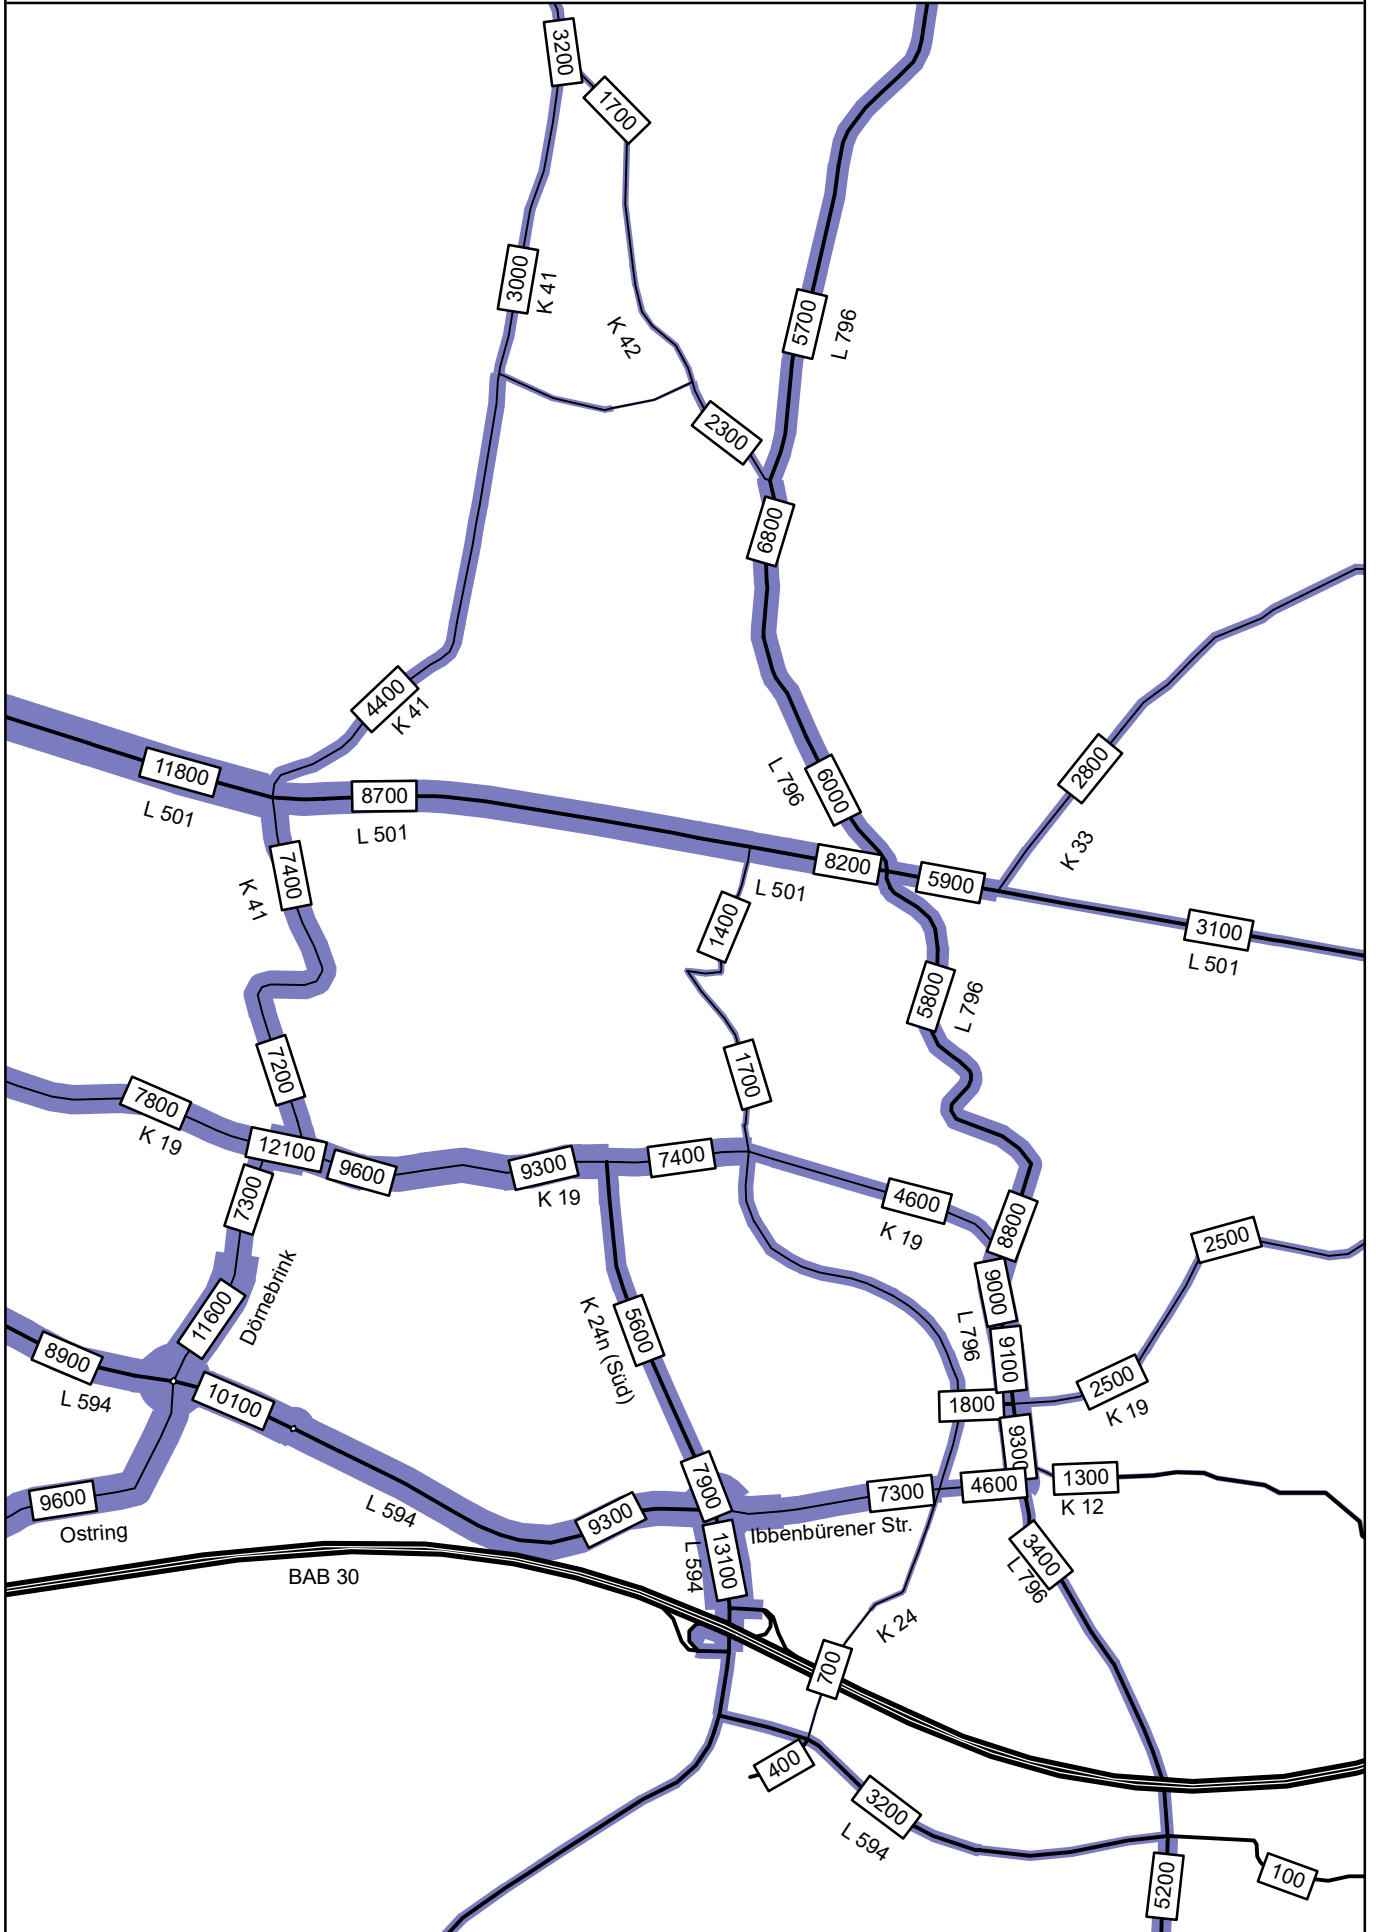 3200
1700
3000
K 41
K 42
5700
L 796
2300
6800
4400
K 41
2800
11800
L 501
8700
L 501
L 796
6000
K 33
8200
5900
L 501
7400
K 41
1400
3100
L 501
5800
L 796
7200
1700
7800
K 19
12100
9600
9300
K 19
7400
4600
K 19
8800
7300
2500
Dörnebrink
9000
11600
K 24n (Süd)
5600
L 796
9100
8900
L 594
10100
1800
2500
K 19
9300
7900
7300
4600
1300
K 12
9600
Ostring
L 594
9300
Ibbenbürener Str.
13100
L 594
3400
L 796
BAB 30
K 24
700
400
3200
L 594
5200
100